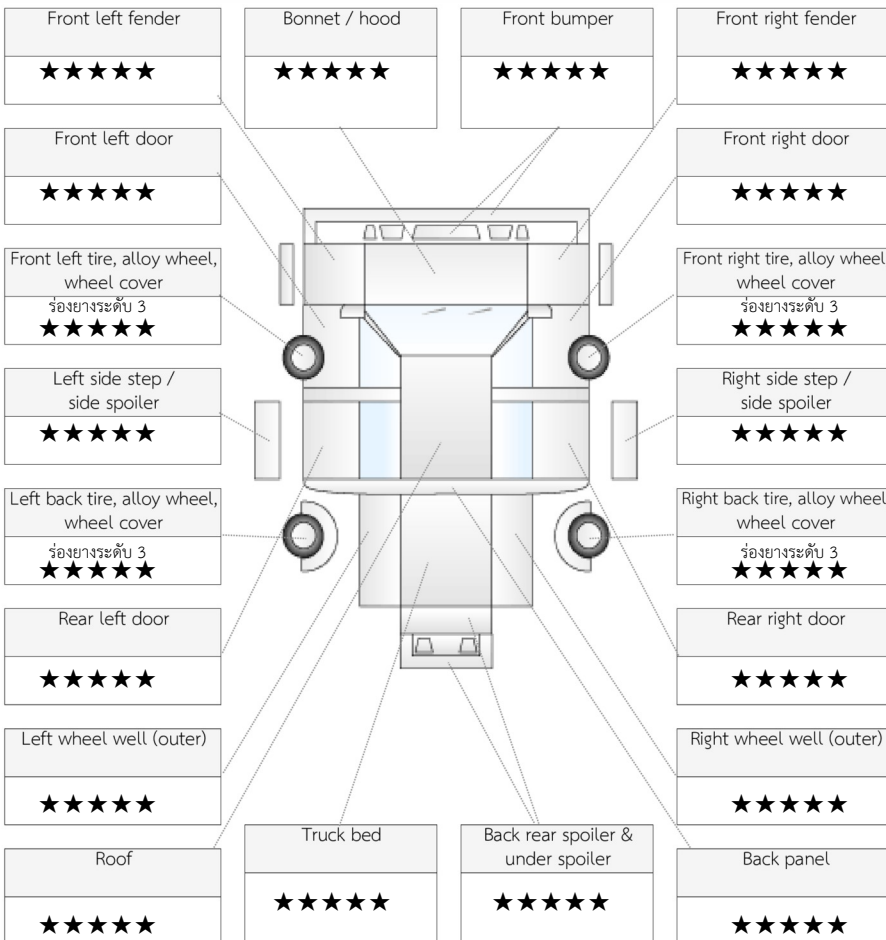 Front left fender
★★★★★
Bonnet / hood
★★★★★
Front bumper
★★★★★
Front right fender
★★★★★
Front left door
★★★★★
Front right door
★★★★★
Front left tire, alloy wheel,
wheel cover
ร่องยางระดับ 3
★★★★★
Front right tire, alloy wheel
wheel cover
ร่องยางระดับ 3
★★★★★
Left side step /
side spoiler
★★★★★
Right side step /
side spoiler
★★★★★
Left back tire, alloy wheel,
wheel cover
ร่องยางระดับ 3
★★★★★
Right back tire, alloy wheel
wheel cover
ร่องยางระดับ 3
★★★★★
Rear left door
★★★★★
Rear right door
★★★★★
Left wheel well (outer)
★★★★★
Right wheel well (outer)
★★★★★
Roof
★★★★★
Truck bed
★★★★★
Back rear spoiler &
under spoiler
★★★★★
Back panel
★★★★★